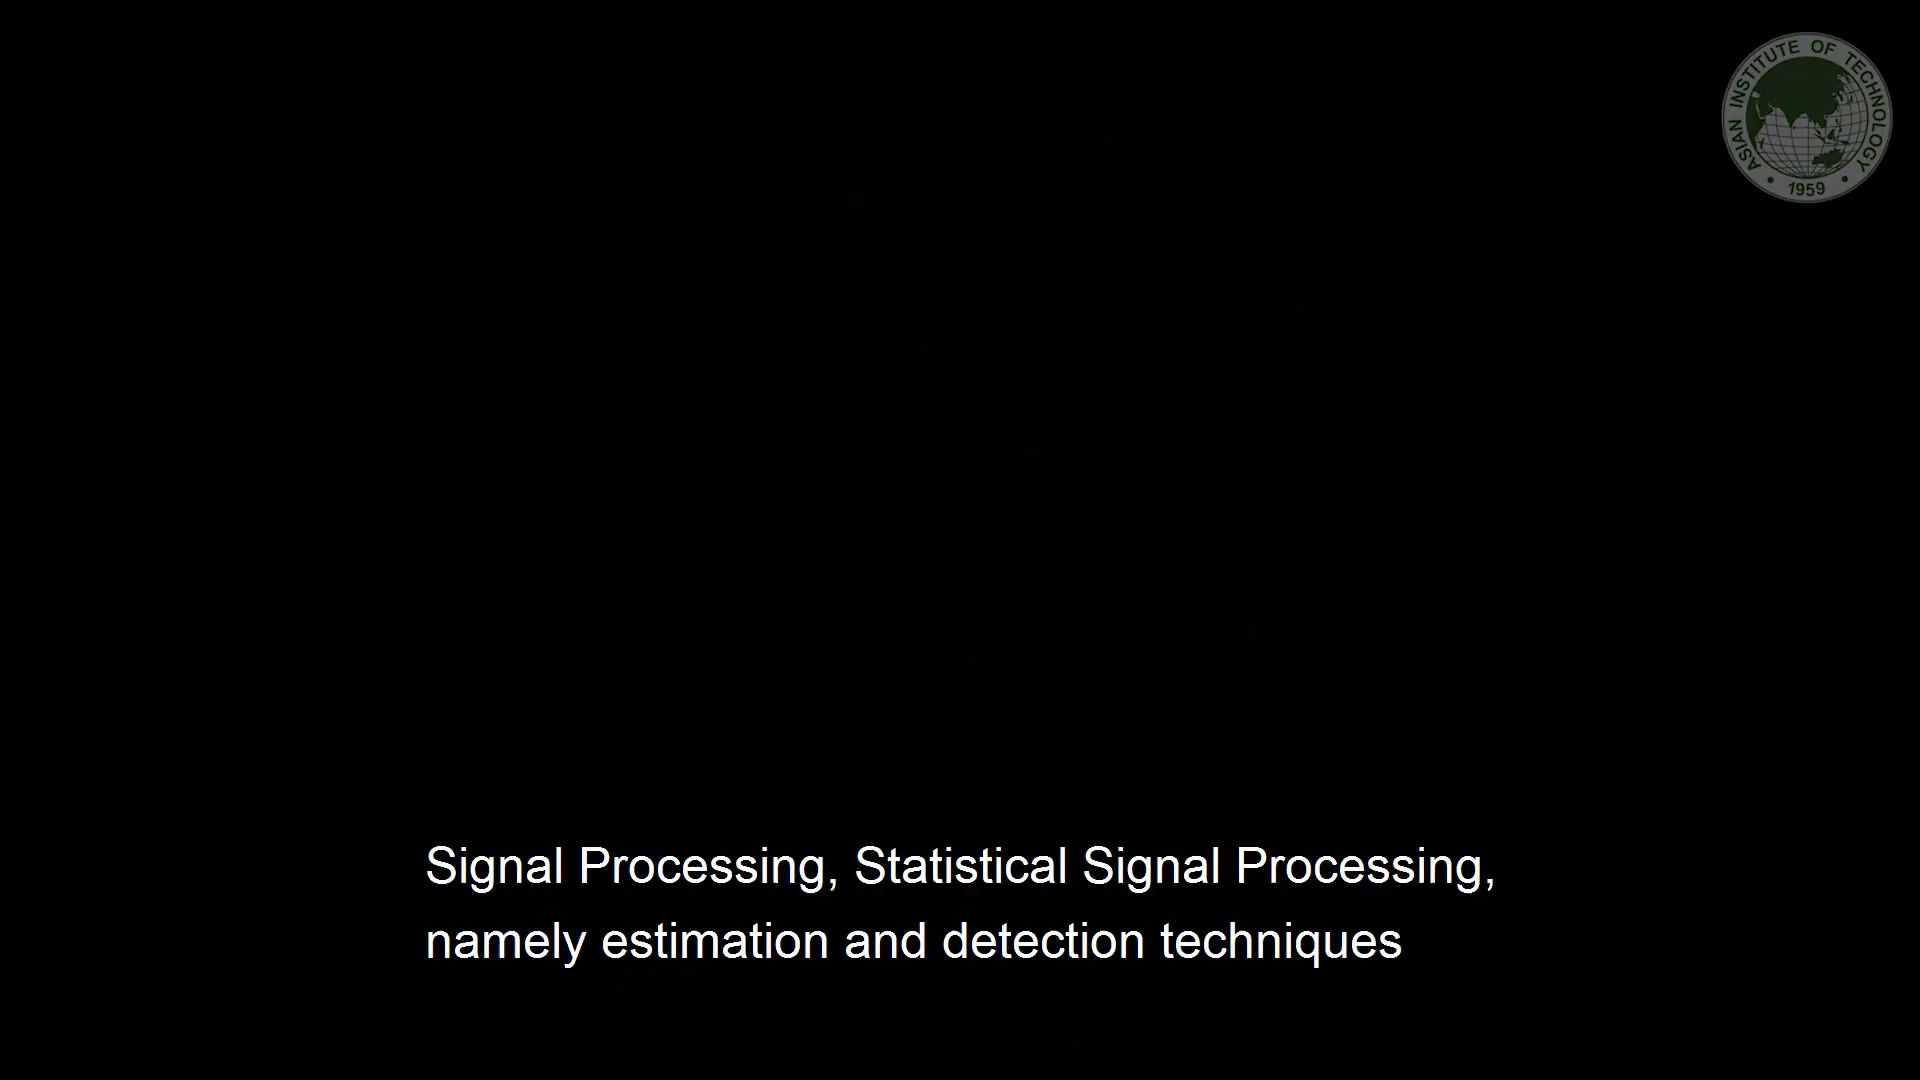 ASIAN INSTITUTE OF TECHNOLOGY
1959
Signal Processing, Statistical Signal Processing,
namely estimation and detection techniques